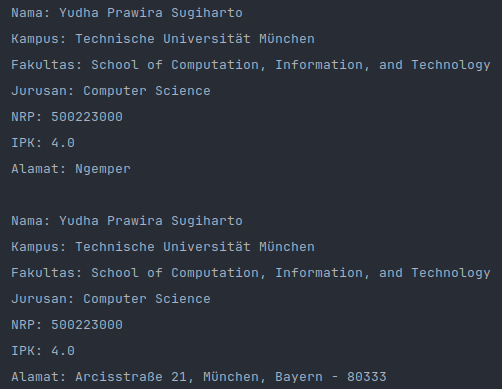 Nama: Yudha Prawira Sugiharto
Kampus: Technische Universität München
Fakultas: School of Computation, Information, and Technology
Jurusan: Computer Science
NRP: 500223000
IPK: 4.0
Alamat: Ngemper
Nama: Yudha Prawira Sugiharto
Kampus: Technische Universität München
Fakultas: School of Computation, Information, and Technology
Jurusan: Computer Science
NRP: 500223000
IPK: 4.0
Alamat: Arcisstraße 21, München, Bayern - 80333